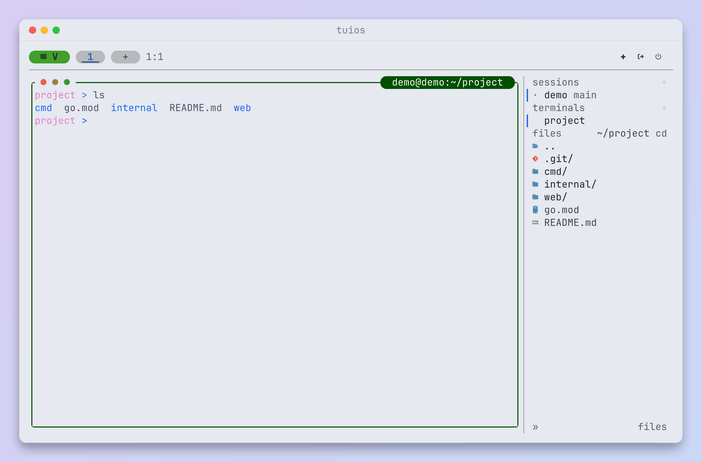 tuios
V 1 + 1:1
demo@demo:~/project
project > ls
cmd go.mod internal README.md web
project >
sessions +
· demo main
terminals +
project
files ~/project cd
..
.git/
cmd/
internal/
web/
go.mod
README.md
» files